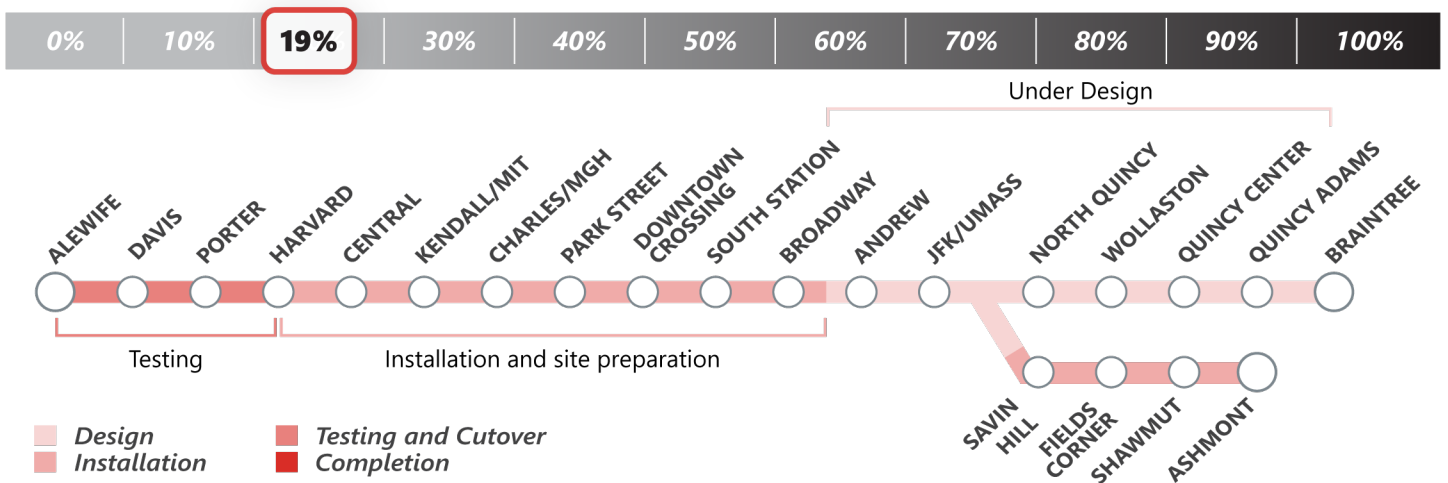 0% 10% 19% 30% 40% 50% 60% 70% 80% 90% 100%
Under Design
ALEWIFE
DAVIS
PORTER
HARVARD
CENTRAL
KENDALL/MIT
CHARLES/MGH
PARK STREET
DOWNTOWN
CROSSING
SOUTH STATION
BROADWAY
ANDREW
JFK/UMASS
NORTH QUINCY
WOLLASTON
QUINCY CENTER
QUINCY ADAMS
BRAINTREE
Testing
Installation and site preparation
SAVIN
HILL
FIELDS
CORNER
SHAWMUT
ASHMONT
Design
Installation
Testing and Cutover
Completion